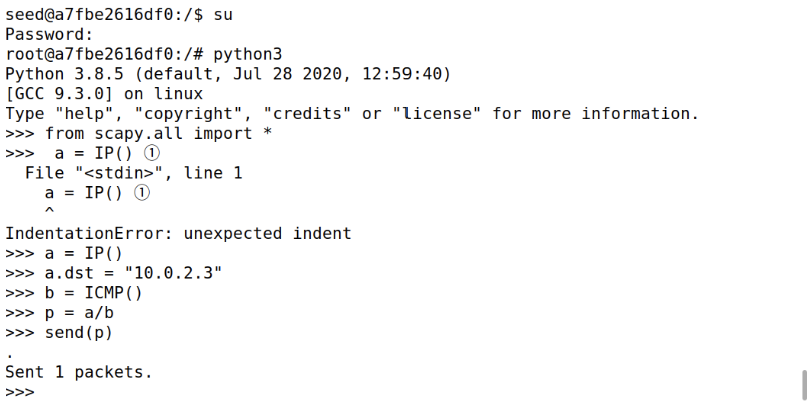 seed@a7fbe2616df0:/$ su
Password:
root@a7fbe2616df0:/# python3
Python 3.8.5 (default, Jul 28 2020, 12:59:40)
[GCC 9.3.0] on linux
Type "help", "copyright", "credits" or "license" for more information.
>>> from scapy.all import *
>>>  a = IP() ①
  File "<stdin>", line 1
    a = IP() ①
    ^
IndentationError: unexpected indent
>>> a = IP()
>>> a.dst = "10.0.2.3"
>>> b = ICMP()
>>> p = a/b
>>> send(p)
.
Sent 1 packets.
>>>